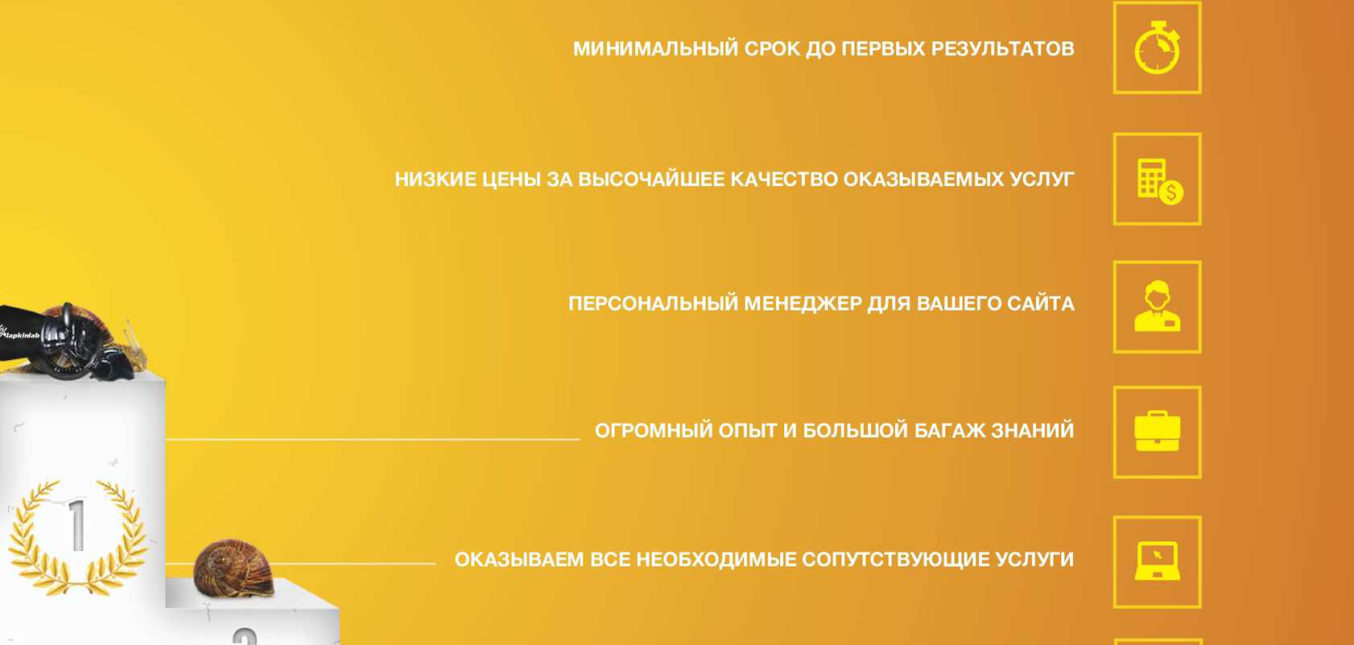 МИНИМАЛЬНЫЙ СРОК ДО ПЕРВЫХ РЕЗУЛЬТАТОВ
НИЗКИЕ ЦЕНЫ ЗА ВЫСОЧАЙШЕЕ КАЧЕСТВО ОКАЗЫВАЕМЫХ УСЛУГ
$
ПЕРСОНАЛЬНЫЙ МЕНЕДЖЕР ДЛЯ ВАШЕГО САЙТА
lapkinlab
ОГРОМНЫЙ ОПЫТ И БОЛЬШОЙ БАГАЖ ЗНАНИЙ
1
ОКАЗЫВАЕМ ВСЕ НЕОБХОДИМЫЕ СОПУТСТВУЮЩИЕ УСЛУГИ
2